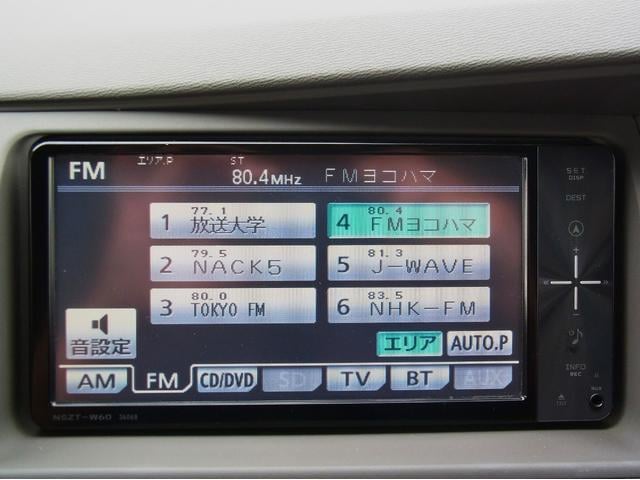 FM エリア.P ST 80.4MHz FMヨコハマ
1 77.1 放送大学
2 79.5 NACK5
3 80.0 TOKYO FM
4 80.4 FMヨコハマ
5 81.3 J-WAVE
6 83.5 NHK-FM
音設定
エリア AUTO.P
AM FM CD/DVD SD TV BT AUX
NSZT-W60
SET
DISP
DEST
INFO
REC
AUX